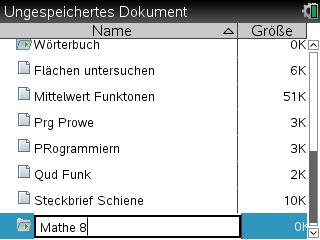 Ungespeichertes Dokument
Name Größe
Wörterbuch 0K
Flächen untersuchen 6K
Mittelwert Funktonen 51K
Prg Prowe 3K
PRogrammiern 3K
Qud Funk 2K
Steckbrief Schiene 10K
Mathe 8 0K